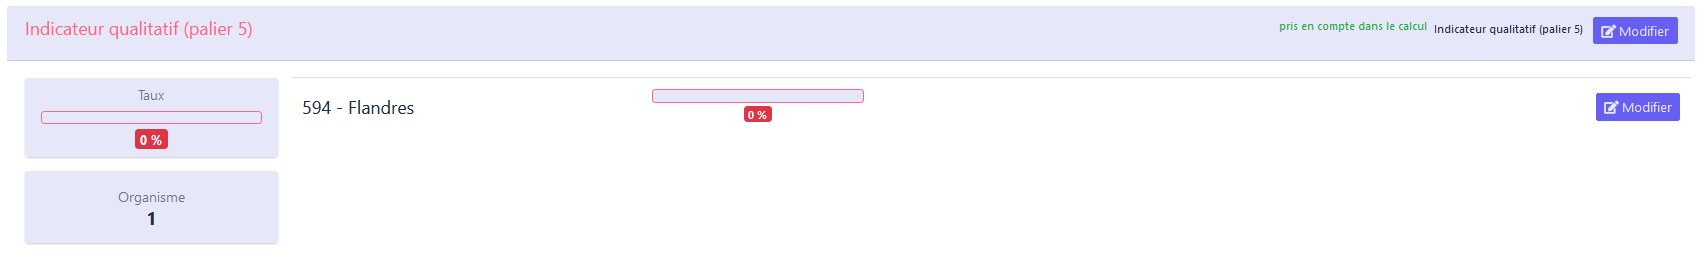 Indicateur qualitatif (palier 5)
pris en compte dans le calcul Indicateur qualitatif (palier 5) Modifier
Taux
0 %
594 - Flandres
0 %
Modifier
Organisme
1